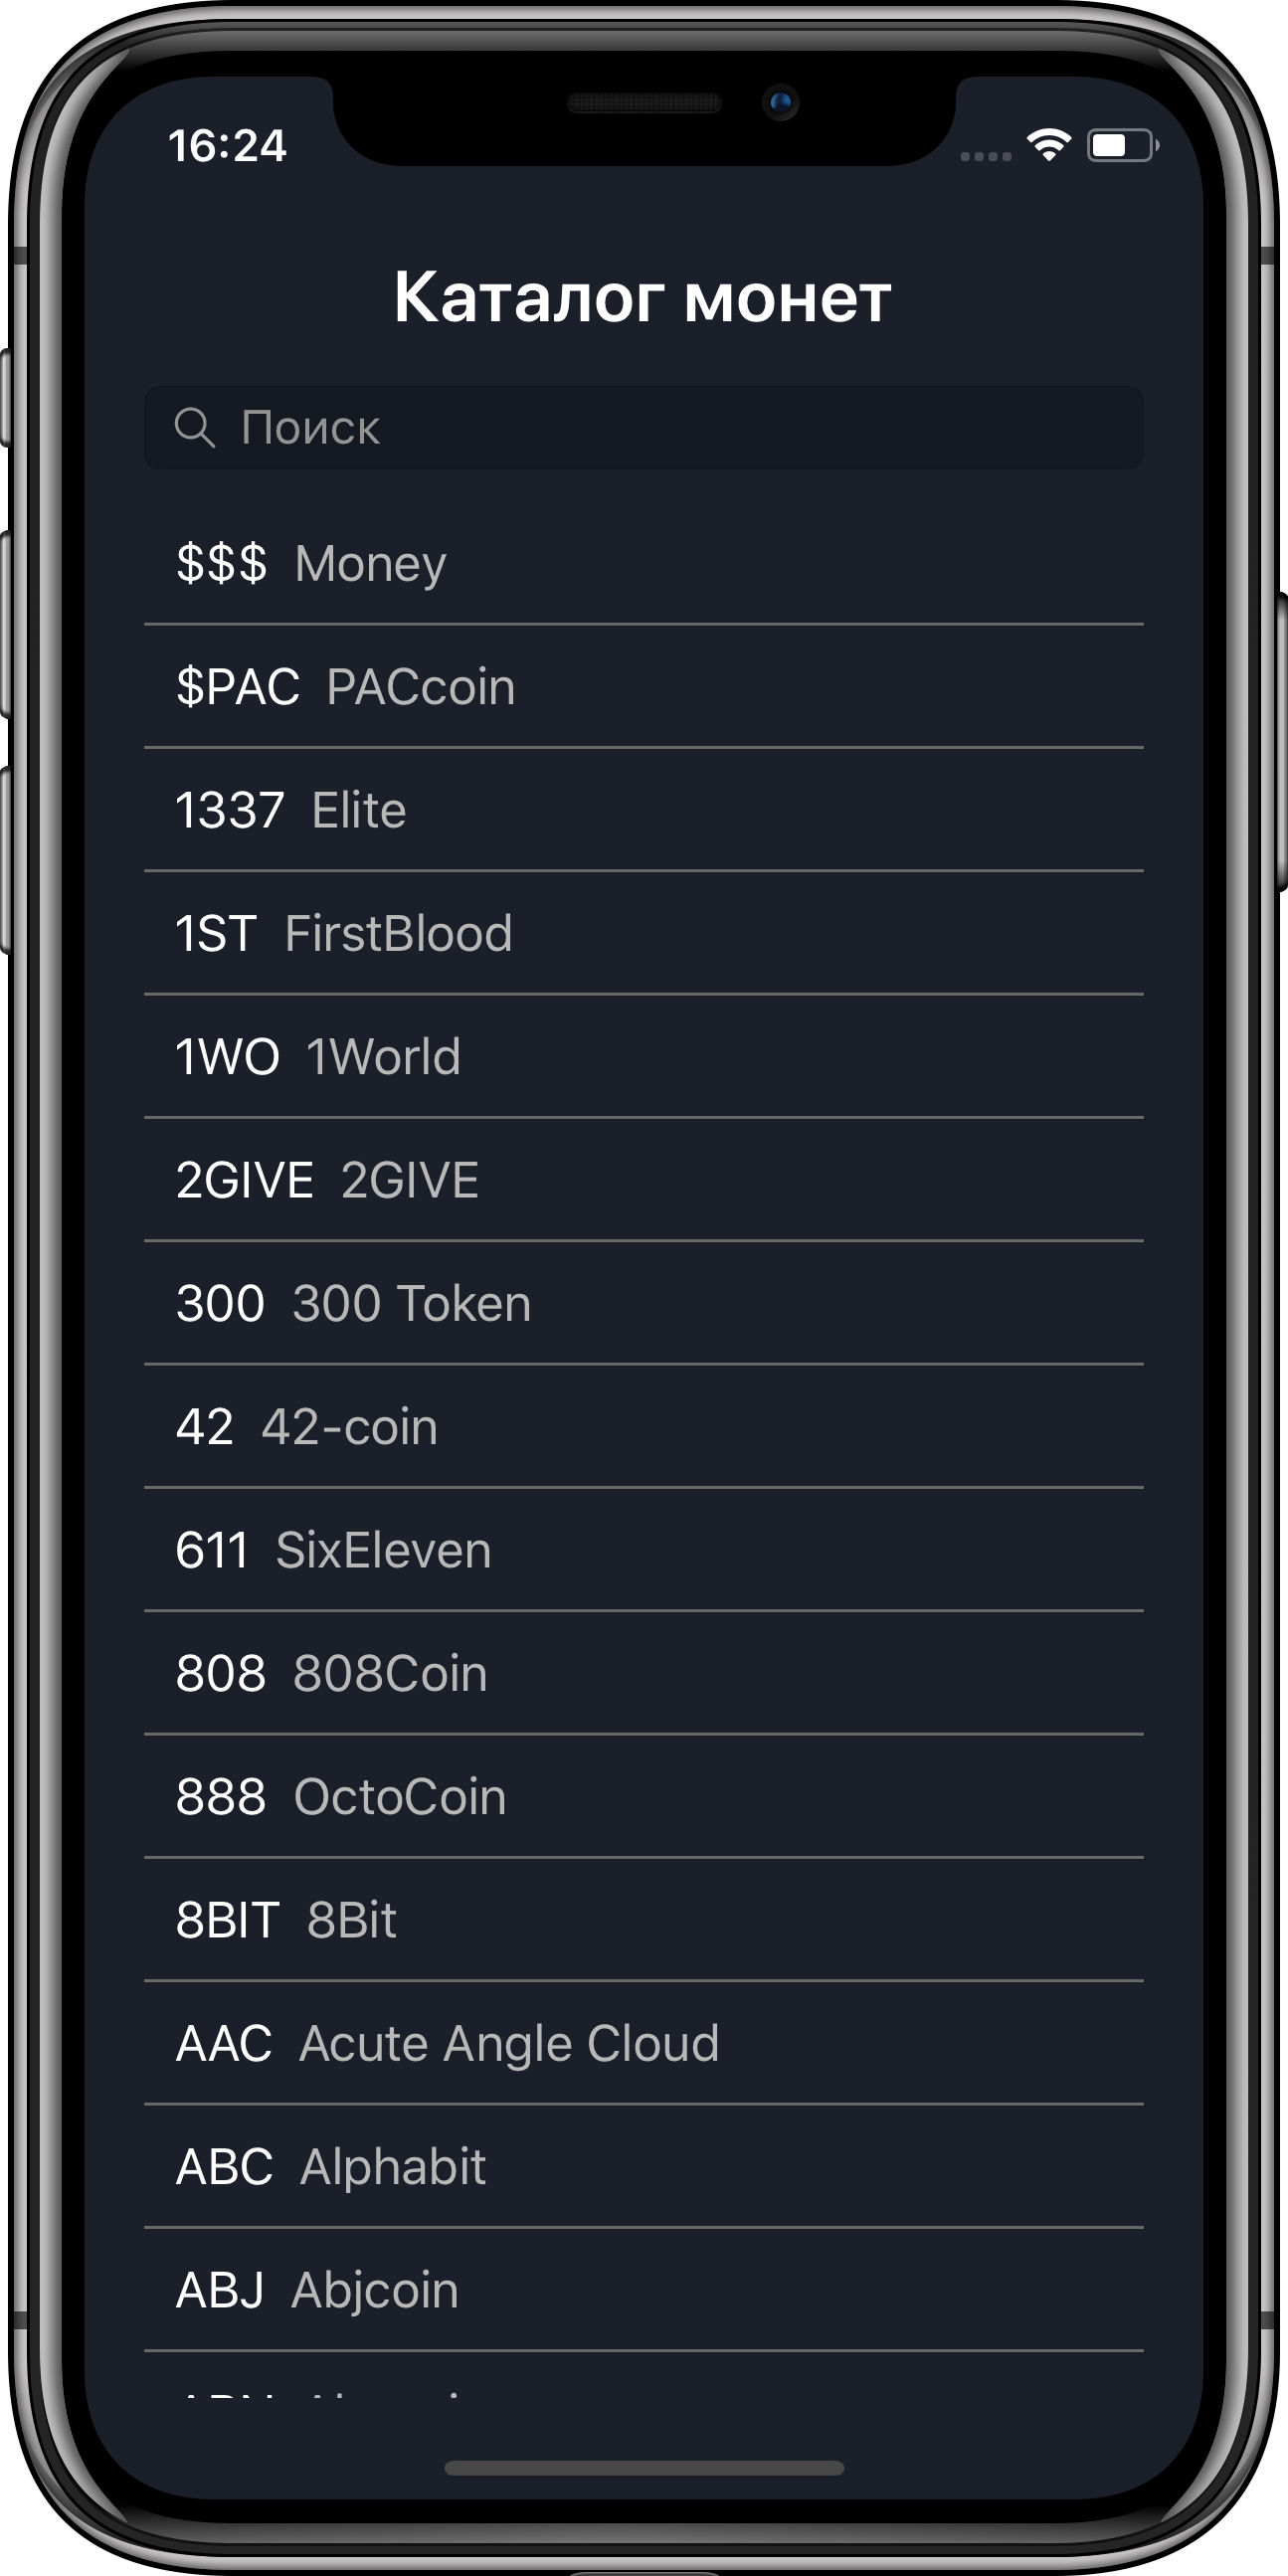 16:24
Каталог монет
Поиск
$$$ Money
$PAC PACcoin
1337 Elite
1ST FirstBlood
1WO 1World
2GIVE 2GIVE
300 300 Token
42 42-coin
611 SixEleven
808 808Coin
888 OctoCoin
8BIT 8Bit
AAC Acute Angle Cloud
ABC Alphabit
ABJ Abjcoin